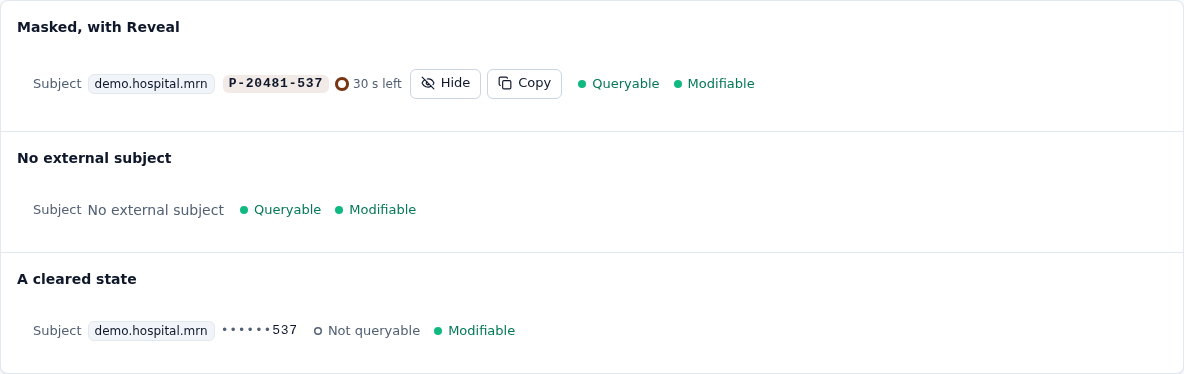 Masked, with Reveal
Subject demo.hospital.mrn P-20481-537 30 s left Hide Copy Queryable Modifiable
No external subject
Subject No external subject Queryable Modifiable
A cleared state
Subject demo.hospital.mrn ••••••537 Not queryable Modifiable